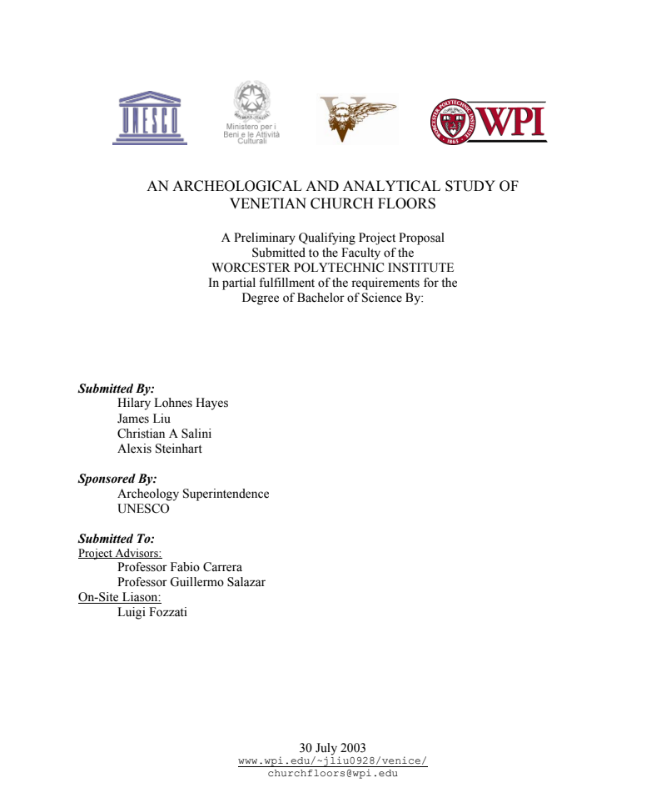 UNESCO
Ministero per i
Beni e le Attività
Culturali
V
WORCESTER POLYTECHNIC INSTITUTE
1865
WPI
AN ARCHEOLOGICAL AND ANALYTICAL STUDY OF
VENETIAN CHURCH FLOORS
A Preliminary Qualifying Project Proposal
Submitted to the Faculty of the
WORCESTER POLYTECHNIC INSTITUTE
In partial fulfillment of the requirements for the
Degree of Bachelor of Science By:
Submitted By:
Hilary Lohnes Hayes
James Liu
Christian A Salini
Alexis Steinhart
Sponsored By:
Archeology Superintendence
UNESCO
Submitted To:
Project Advisors:
Professor Fabio Carrera
Professor Guillermo Salazar
On-Site Liason:
Luigi Fozzati
30 July 2003
www.wpi.edu/~jliu0928/venice/
churchfloors@wpi.edu